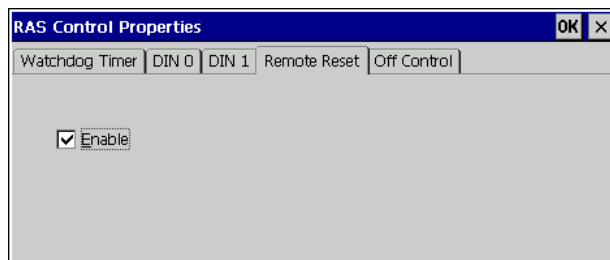 RAS Control Properties OK ×
Watchdog Timer DIN 0 DIN 1 Remote Reset Off Control
Enable